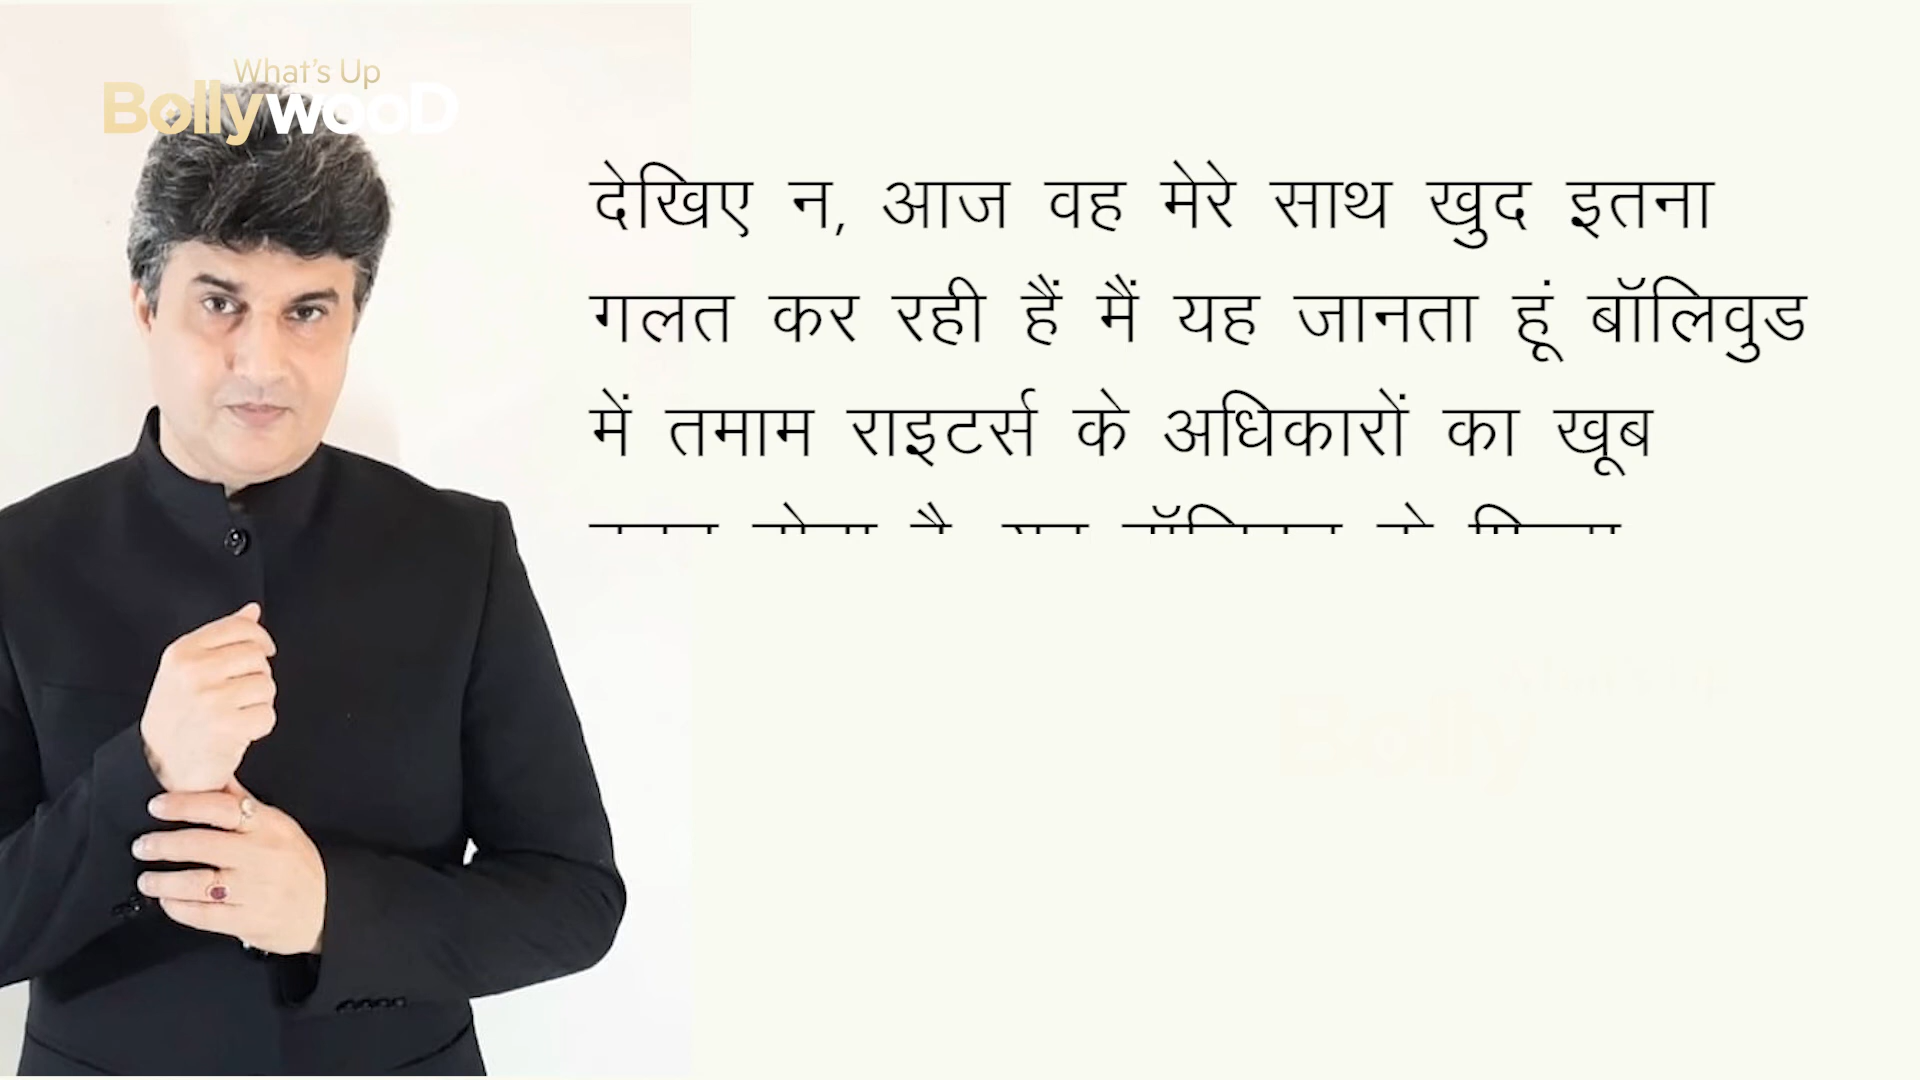 What's Up
BollywooD
देखिए न, आज वह मेरे साथ खुद इतना
गलत कर रही हैं मैं यह जानता हूं बॉलिवुड
में तमाम राइटर्स के अधिकारों का खूब